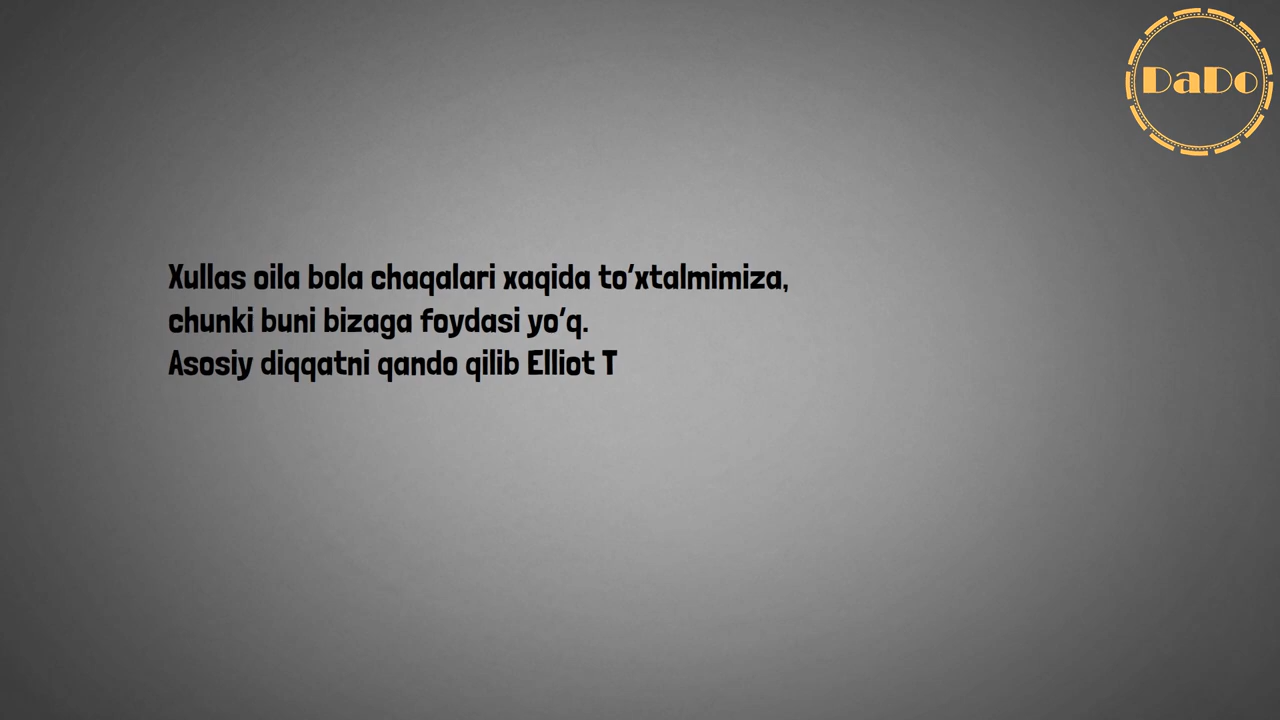 DaDo
Xullas oila bola chaqalari xaqida to'xtalmimiza,
chunki buni bizaga foydasi yo'q.
Asosiy diqqatni qando qilib Elliot T